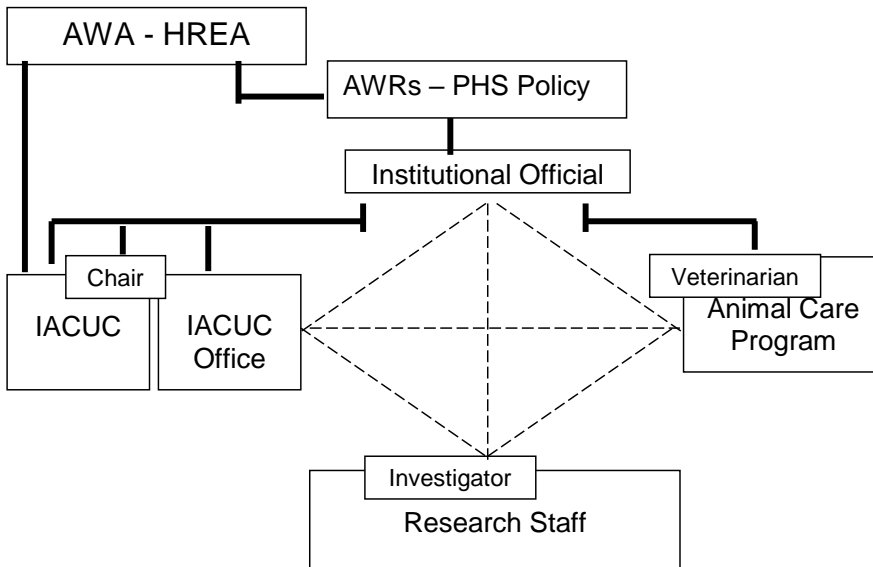 AWA - HREA
AWRs – PHS Policy
Institutional Official
Chair
IACUC
IACUC
Office
Veterinarian
Animal Care
Program
Investigator
Research Staff